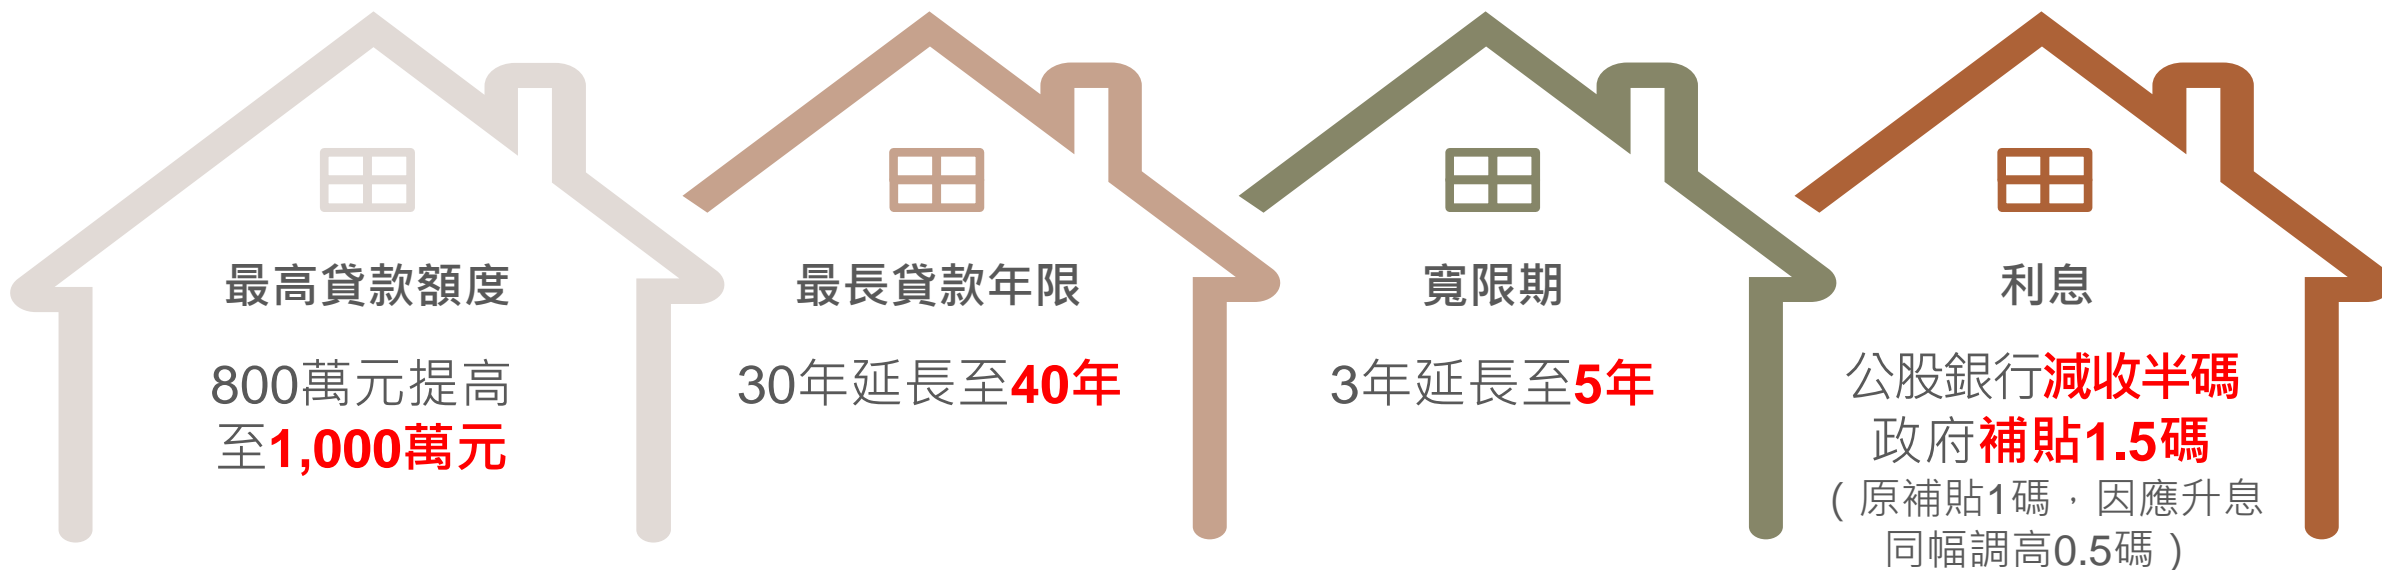 最高貸款額度
800萬元提高
至1,000萬元
最長貸款年限
30年延長至40年
寬限期
3年延長至5年
利息
公股銀行減收半碼
政府補貼1.5碼
（原補貼1碼，因應升息
同幅調高0.5碼）